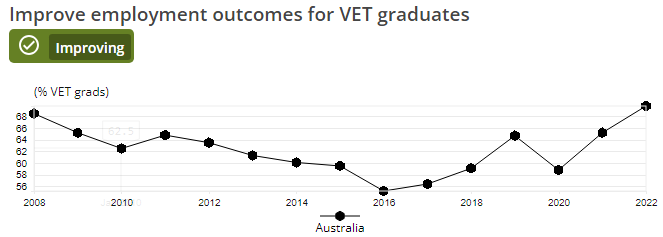 Improve employment outcomes for VET graduates
Improving
(% VET grads)
62.5
68
66
64
62
60
58
56
2008 2010 2012 2014 2016 2018 2020 2022
Australia